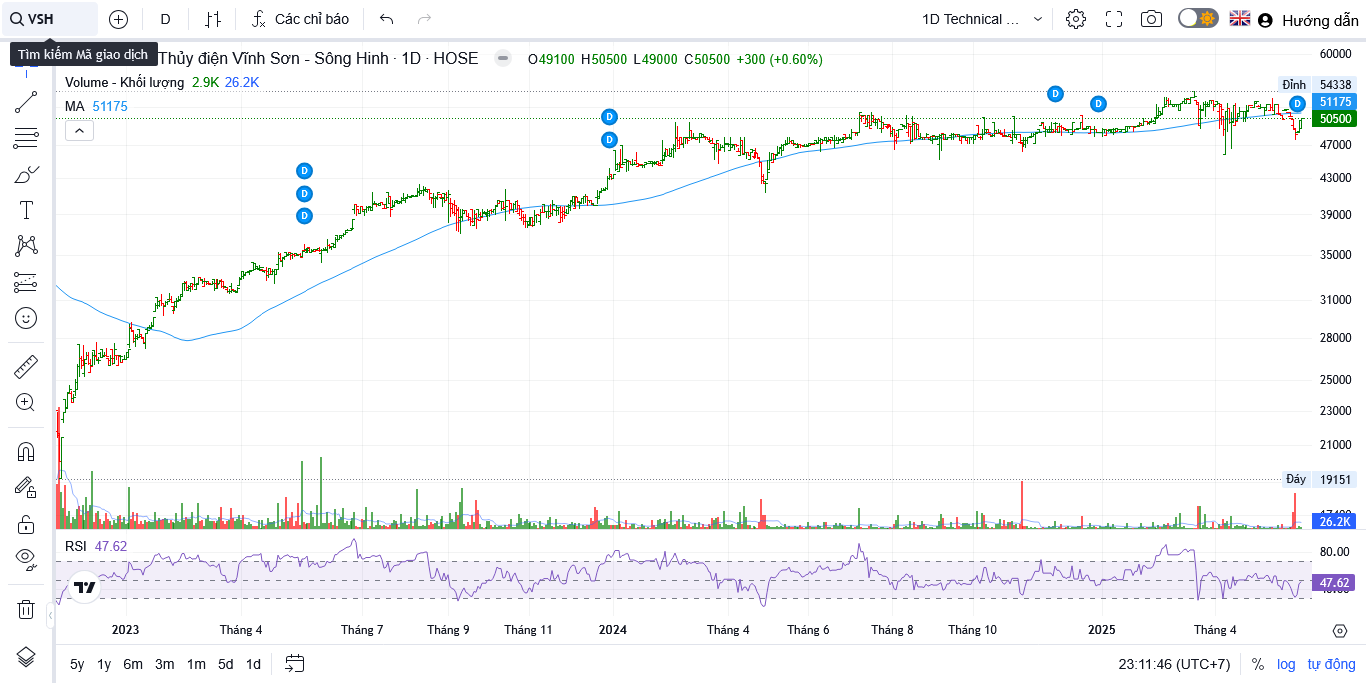 VSH
D
Các chỉ báo
1D Technical ...
Hướng dẫn
Tìm kiếm Mã giao dịch
Thủy điện Vĩnh Sơn - Sông Hinh · 1D · HOSE
O49100 H50500 L49000 C50500 +300 (+0.60%)
Volume - Khối lượng 2.9K 26.2K
MA 51175
60000
Đỉnh 54338
51175
50500
47000
43000
39000
35000
31000
28000
25000
23000
21000
Đáy 19151
26.2K
D
D
D
D
D
D
D
D
RSI 47.62
80.00
47.62
2023
Tháng 4
Tháng 7
Tháng 9
Tháng 11
2024
Tháng 4
Tháng 6
Tháng 8
Tháng 10
2025
Tháng 4
5y 1y 6m 3m 1m 5d 1d
23:11:46 (UTC+7) % log tự động